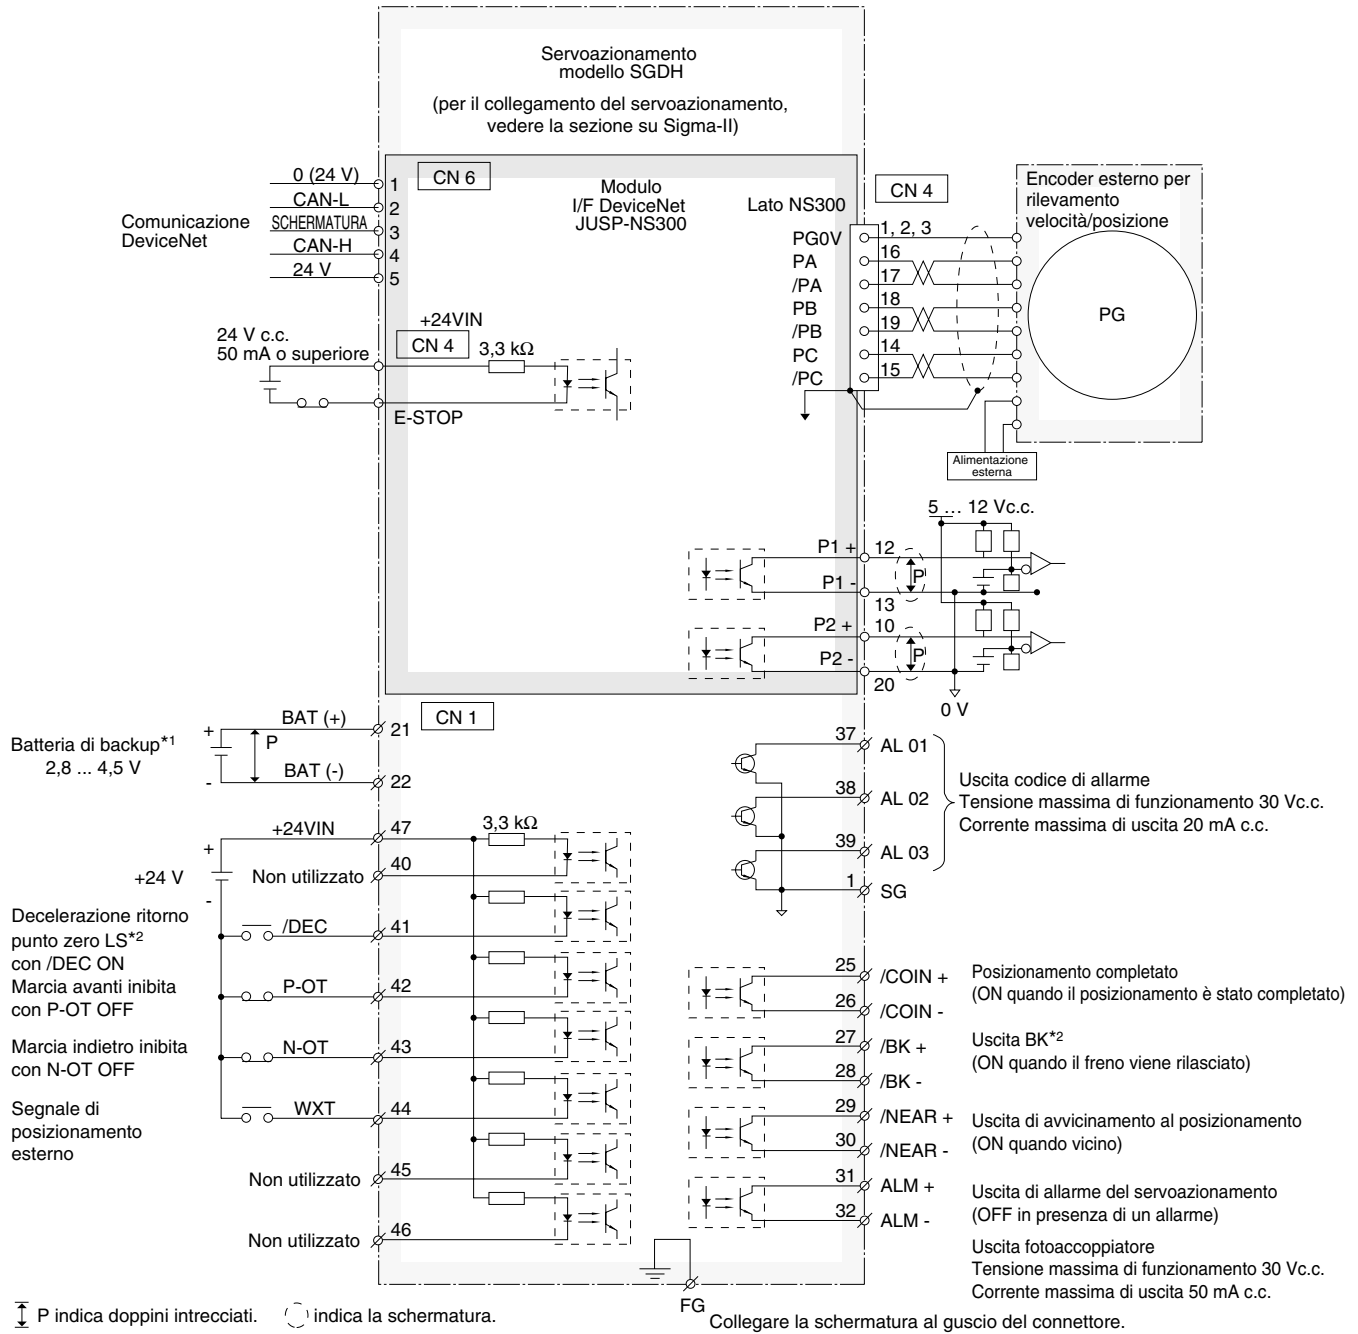 Servoazionamento
modello SGDH
(per il collegamento del servoazionamento,
vedere la sezione su Sigma-II)
CN 6
Modulo
I/F DeviceNet
JUSP-NS300
Lato NS300
CN 4
Encoder esterno per
rilevamento
velocità/posizione
PG
Comunicazione
DeviceNet
0 (24 V)
1
CAN-L
2
SCHERMATURA
3
CAN-H
4
24 V
5
PG0V
1, 2, 3
PA
16
/PA
17
PB
18
/PB
19
PC
14
/PC
15
24 V c.c.
50 mA o superiore
+24VIN
CN 4
3,3 kΩ
E-STOP
Alimentazione
esterna
5 ... 12 Vc.c.
P1 +
12
P
P1 -
13
P2 +
10
P
P2 -
20
0 V
CN 1
Batteria di backup*1
2,8 ... 4,5 V
+
-
BAT (+)
21
P
BAT (-)
22
+24VIN
47
3,3 kΩ
+
+24 V
-
Non utilizzato
40
Decelerazione ritorno
punto zero LS*2
con /DEC ON
/DEC
41
Marcia avanti inibita
con P-OT OFF
P-OT
42
Marcia indietro inibita
con N-OT OFF
N-OT
43
Segnale di
posizionamento
esterno
WXT
44
Non utilizzato
45
Non utilizzato
46
37
AL 01
38
AL 02
39
AL 03
1
SG
Uscita codice di allarme
Tensione massima di funzionamento 30 Vc.c.
Corrente massima di uscita 20 mA c.c.
25
/COIN +
26
/COIN -
Posizionamento completato
(ON quando il posizionamento è stato completato)
27
/BK +
28
/BK -
Uscita BK*2
(ON quando il freno viene rilasciato)
29
/NEAR +
30
/NEAR -
Uscita di avvicinamento al posizionamento
(ON quando vicino)
31
ALM +
32
ALM -
Uscita di allarme del servoazionamento
(OFF in presenza di un allarme)
Uscita fotoaccoppiatore
Tensione massima di funzionamento 30 Vc.c.
Corrente massima di uscita 50 mA c.c.
FG
P indica doppini intrecciati.
indica la schermatura.
Collegare la schermatura al guscio del connettore.